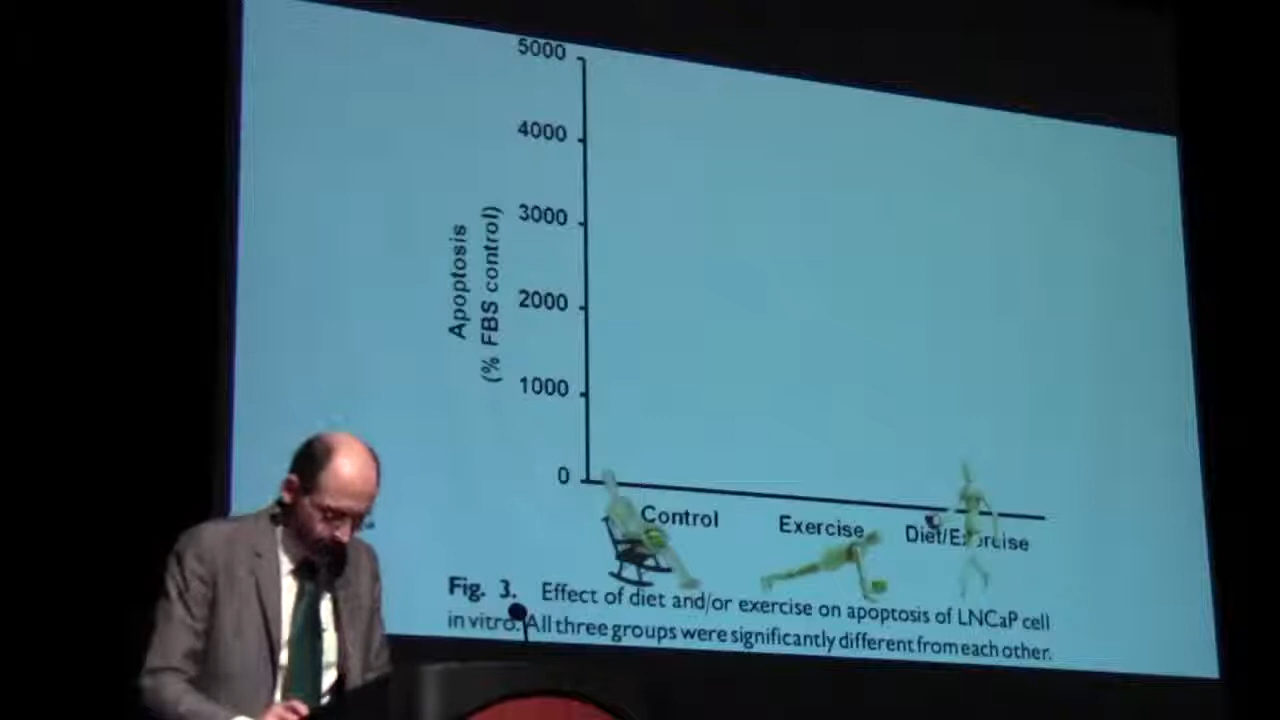 5000
4000
3000
2000
1000
0
Apoptosis
(% FBS control)
Control
Exercise
Diet/Exercise
Fig. 3. Effect of diet and/or exercise on apoptosis of LNCaP cell
in vitro. All three groups were significantly different from each other.